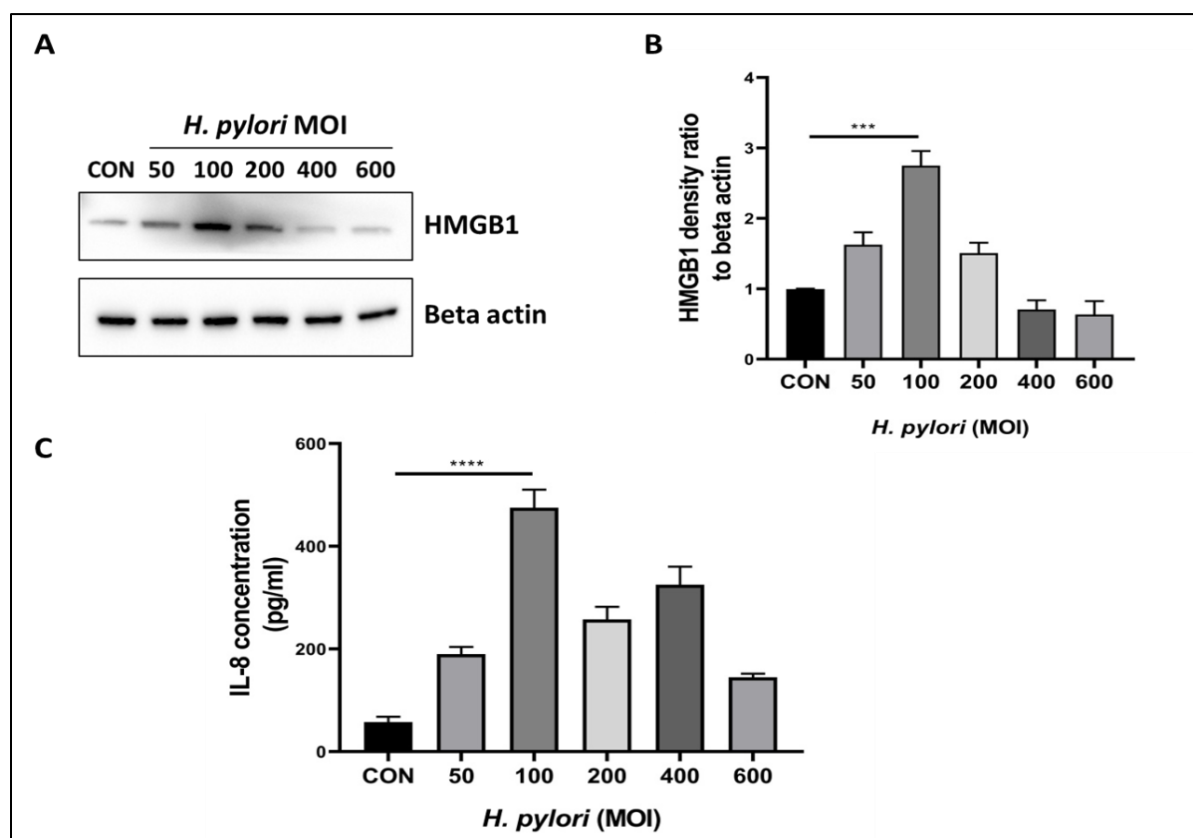 A
H. pylori MOI
CON 50 100 200 400 600
HMGB1
Beta actin
B
HMGB1 density ratio
to beta actin
4
3
2
1
0
***
CON 50 100 200 400 600
H. pylori (MOI)
C
IL-8 concentration
(pg/ml)
600
400
200
0
****
CON 50 100 200 400 600
H. pylori (MOI)